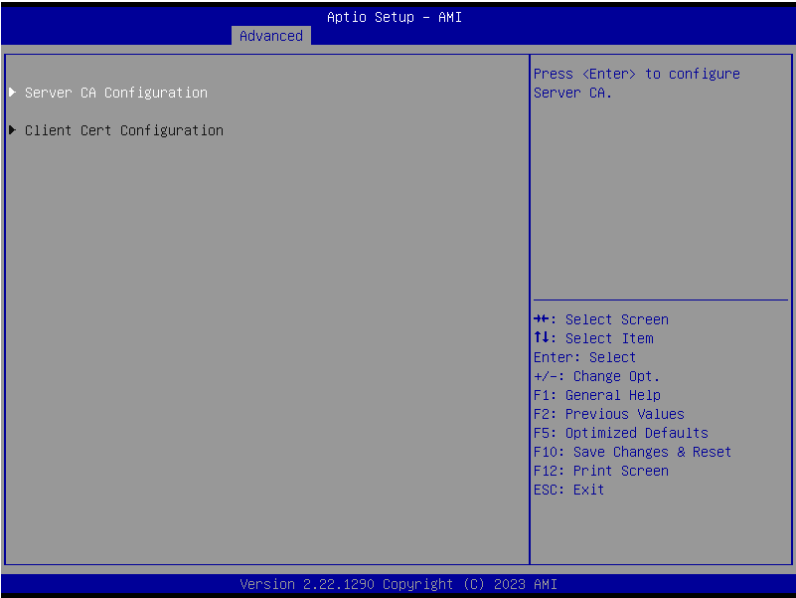 Aptio Setup – AMI
Advanced
▶ Server CA Configuration
▶ Client Cert Configuration
Press <Enter> to configure
Server CA.
→←: Select Screen
↑↓: Select Item
Enter: Select
+/-: Change Opt.
F1: General Help
F2: Previous Values
F5: Optimized Defaults
F10: Save Changes & Reset
F12: Print Screen
ESC: Exit
Version 2.22.1290 Copyright (C) 2023 AMI